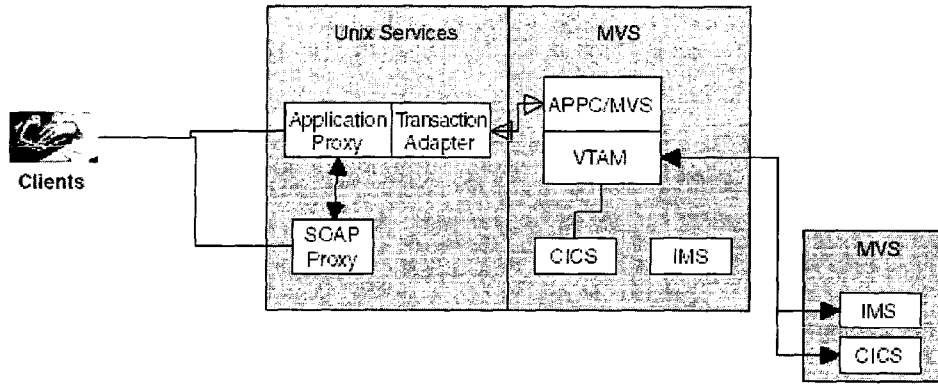 Unix Services
MVS
Application
Proxy
Transaction
Adapter
APPC/MVS
VTAM
Clients
SOAP
Proxy
CICS
IMS
MVS
IMS
CICS